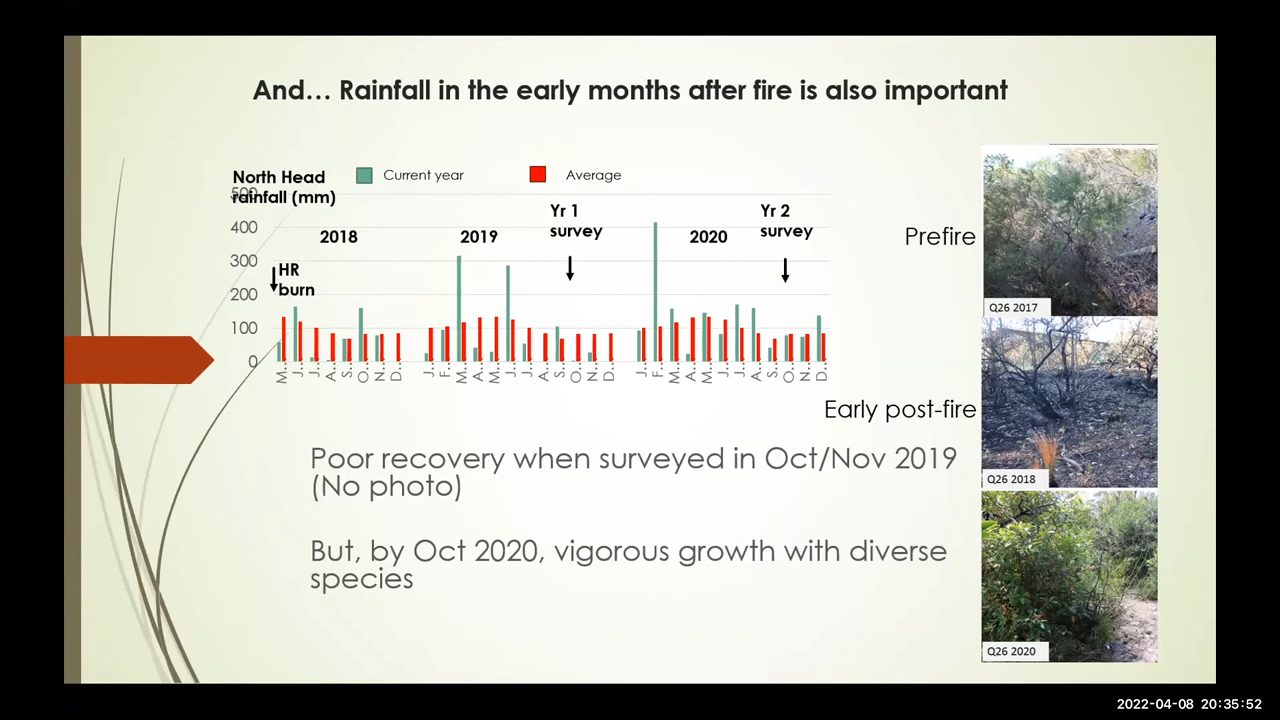 And… Rainfall in the early months after fire is also important
North Head
rainfall (mm)
Current year
Average
500
400
300
200
100
0
2018
2019
2020
HR
burn
Yr 1
survey
Yr 2
survey
M.. J.. J.. A.. S.. O.. N.. D..
J.. F.. M.. A.. M.. J.. J.. A.. S.. O.. N.. D..
J.. F.. M.. A.. M.. J.. J.. A.. S.. O.. N.. D..
Prefire
Q26 2017
Early post-fire
Q26 2018
Poor recovery when surveyed in Oct/Nov 2019
(No photo)
But, by Oct 2020, vigorous growth with diverse
species
Q26 2020
2022-04-08 20:35:52